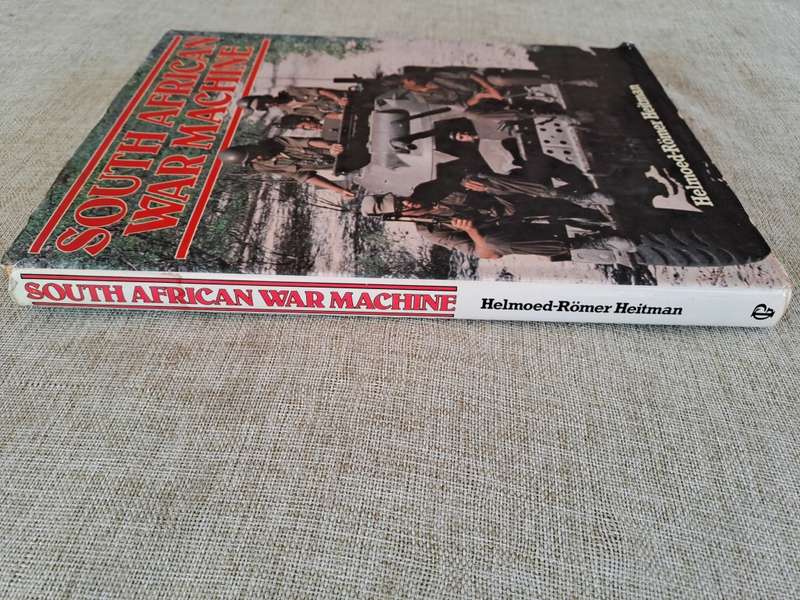 SOUTH AFRICAN
WAR MACHINE
Helmoed-Römer Heitman
SOUTH AFRICAN WAR MACHINE
Helmoed-Römer Heitman